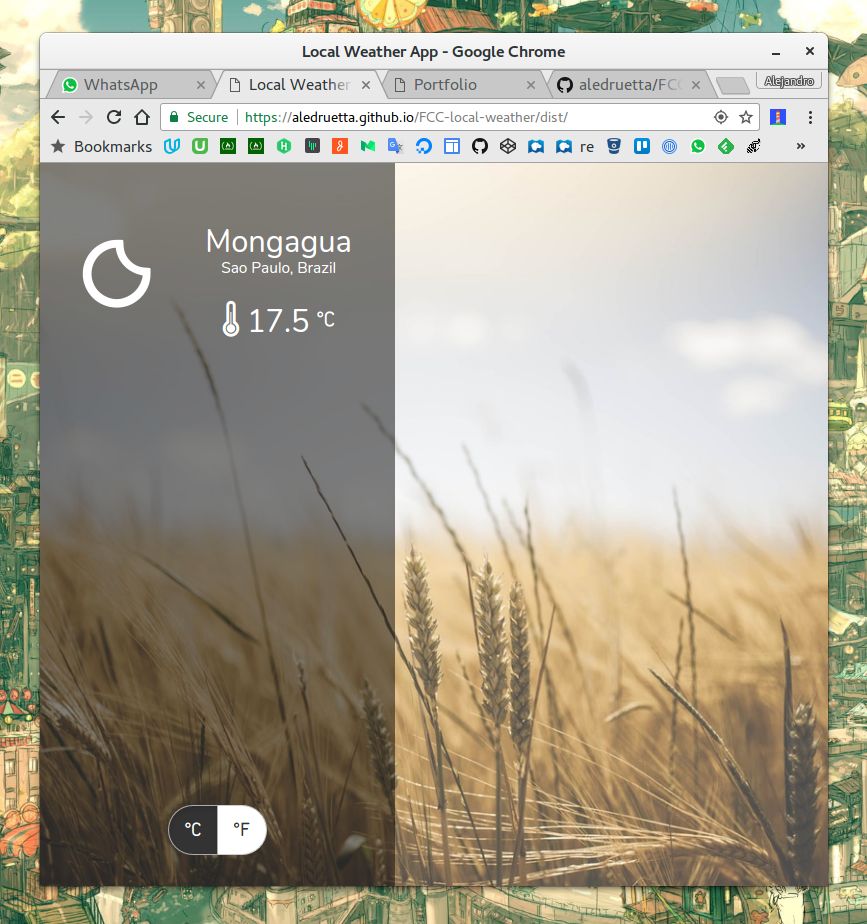 Local Weather App - Google Chrome
WhatsApp
Local Weather
Portfolio
aledruetta/FCC
Alejandro
Secure
https://aledruetta.github.io/FCC-local-weather/dist/
Bookmarks
re
Mongagua
Sao Paulo, Brazil
17.5 °C
°C
°F